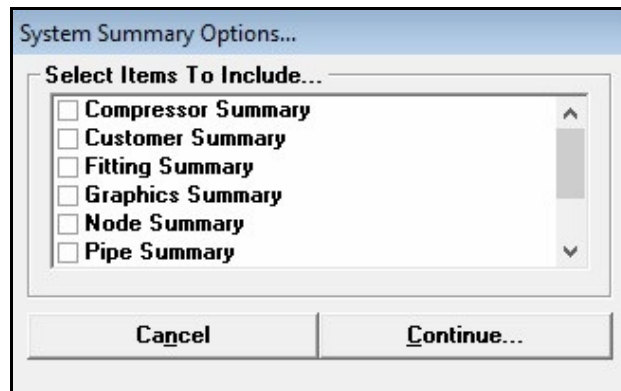 System Summary Options...
Select Items To Include...
Compressor Summary
Customer Summary
Fitting Summary
Graphics Summary
Node Summary
Pipe Summary
Cancel Continue...